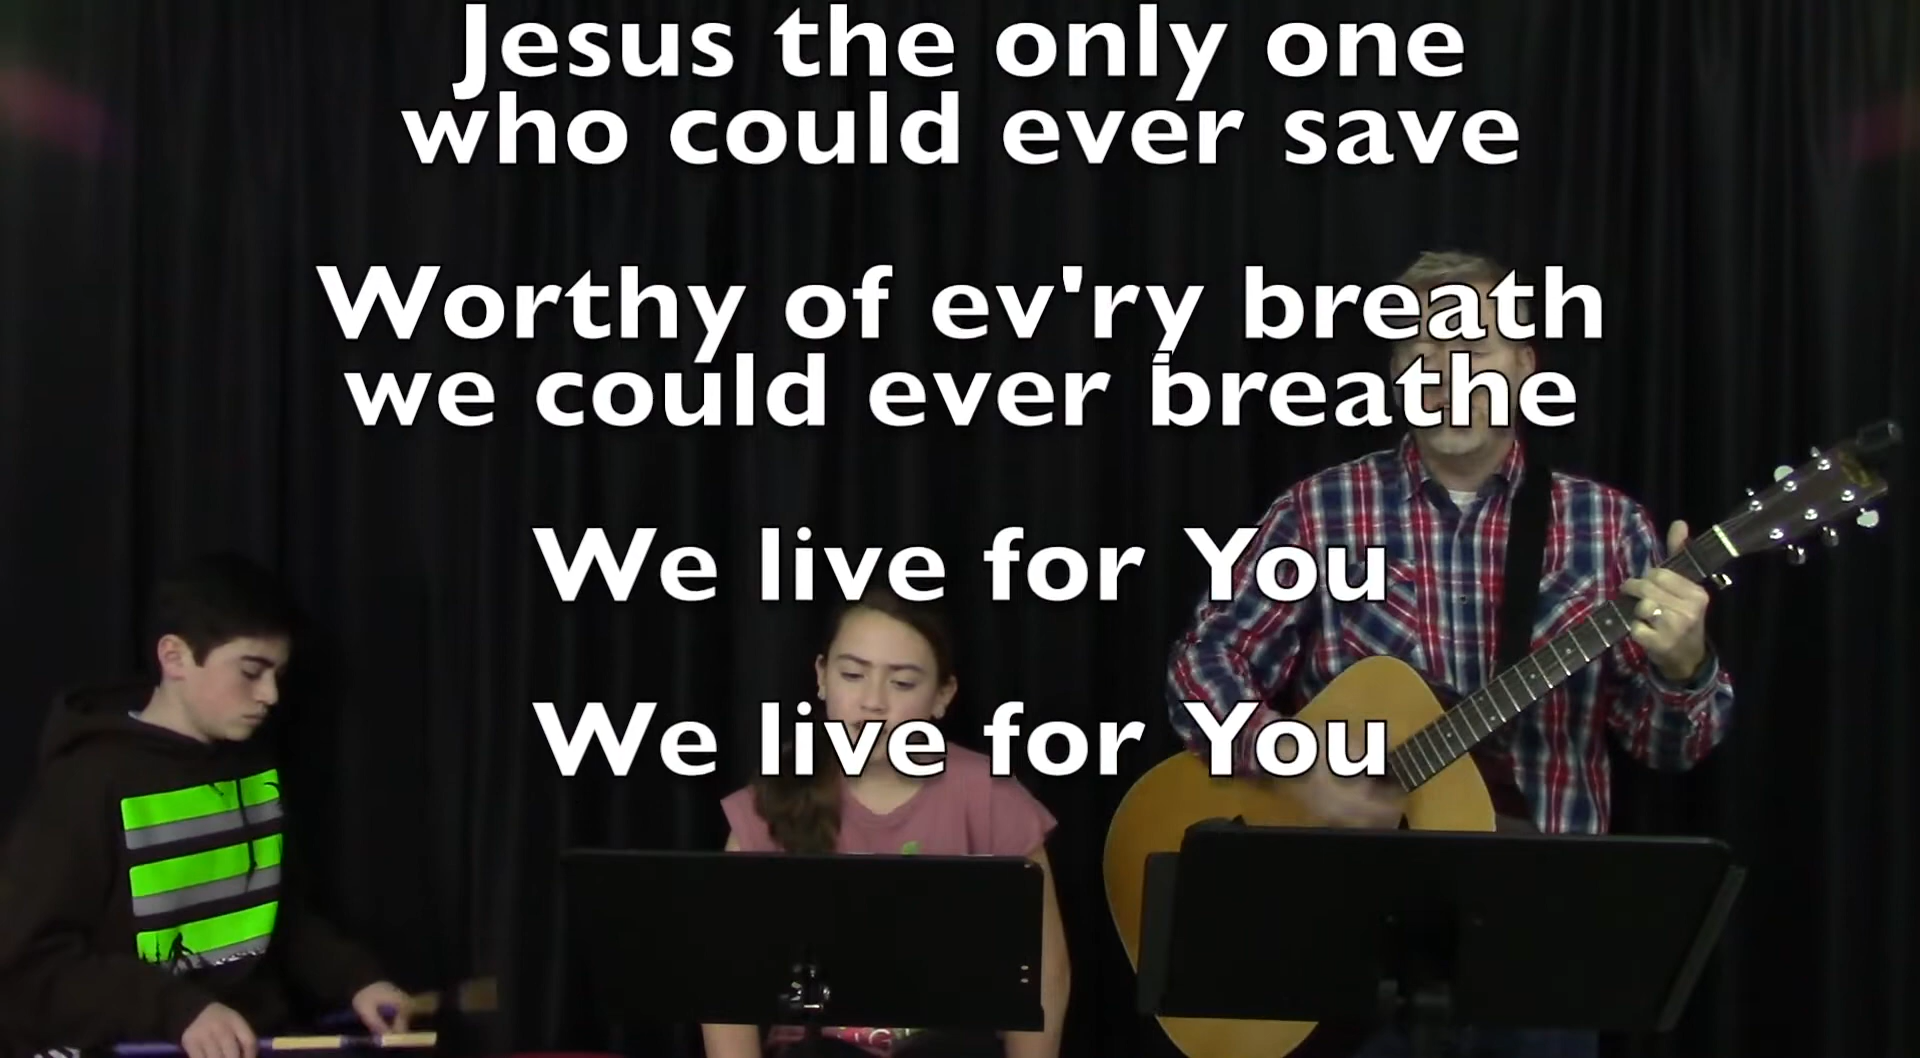 Jesus the only one
who could ever save
Worthy of ev'ry breath
we could ever breathe
We live for You
We live for You